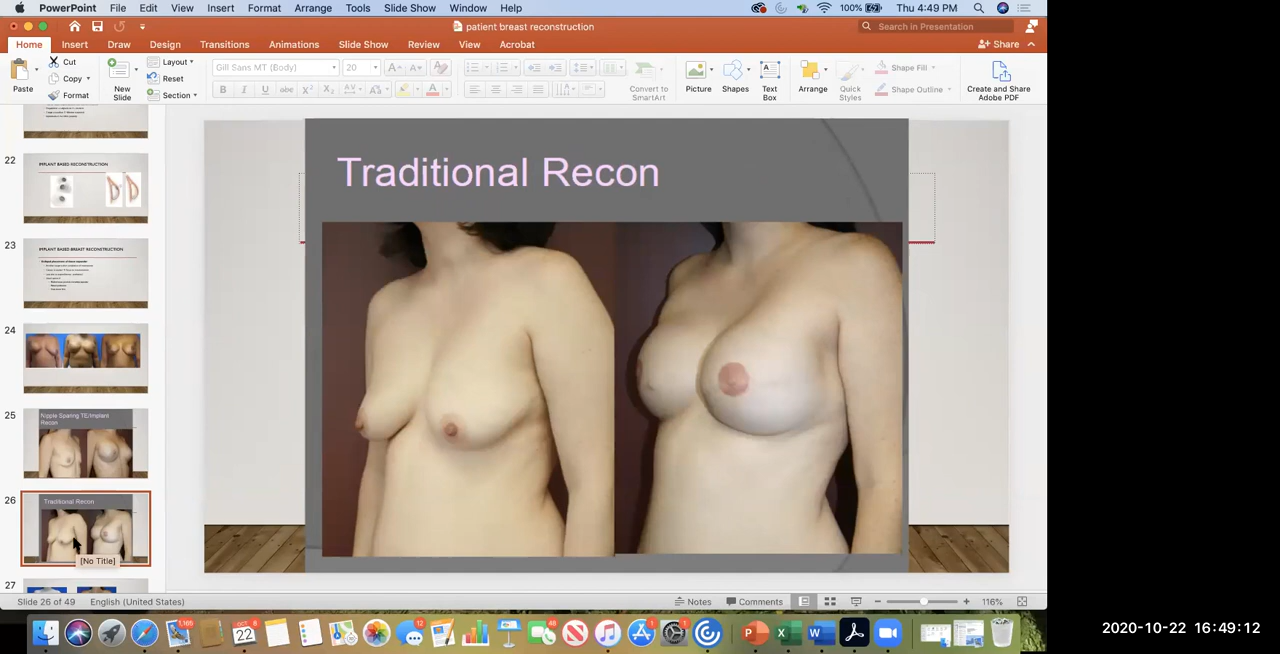 PowerPoint File Edit View Insert Format Arrange Tools Slide Show Window Help 100% Thu 4:49 PM
patient breast reconstruction
Search in Presentation
Home Insert Draw Design Transitions Animations Slide Show Review View Acrobat Share
Paste
Cut
Copy
Format
New Slide
Layout
Reset
Section
Gill Sans MT (Body) 20
B I U abc X² X₂ AV Aa A
Convert to SmartArt
Picture
Shapes
Text Box
Arrange
Quick Styles
Shape Fill
Shape Outline
Create and Share Adobe PDF
22
IMPLANT BASED RECONSTRUCTION
23
IMPLANT BASED BREAST RECONSTRUCTION
24
25
Nipple Sparing TE/Implant
Recon
26
Traditional Recon
[No Title]
27
Traditional Recon
Slide 26 of 49 English (United States) Notes Comments 116%
2020-10-22 16:49:12